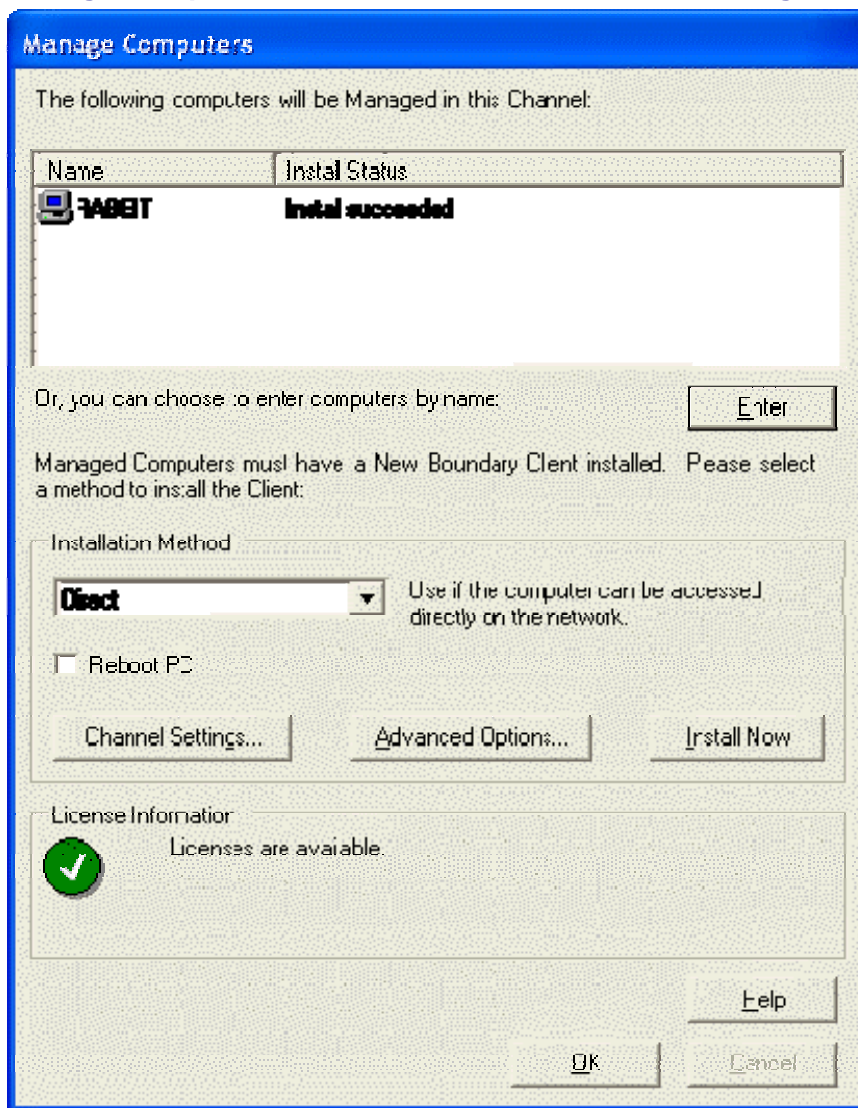 Manage Computers
The following computers will be Managed in this Channel:
Name Install Status
Install succeeded
Or, you can choose to enter computers by name:
Enter
Managed Computers must have a New Boundary Client installed. Please select
a method to install the Client:
Installation Method
Direct
Use if the computer can be accessed
directly on the network.
Reboot PC
Channel Settings...
Advanced Options...
Install Now
License Information
Licenses are available.
Help
OK
Cancel